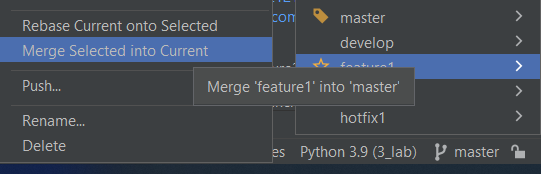 Rebase Current onto Selected
Merge Selected into Current
Push...
Rename...
Delete
master
develop
feature1
Merge 'feature1' into 'master'
hotfix1
Python 3.9 (3_lab)
master